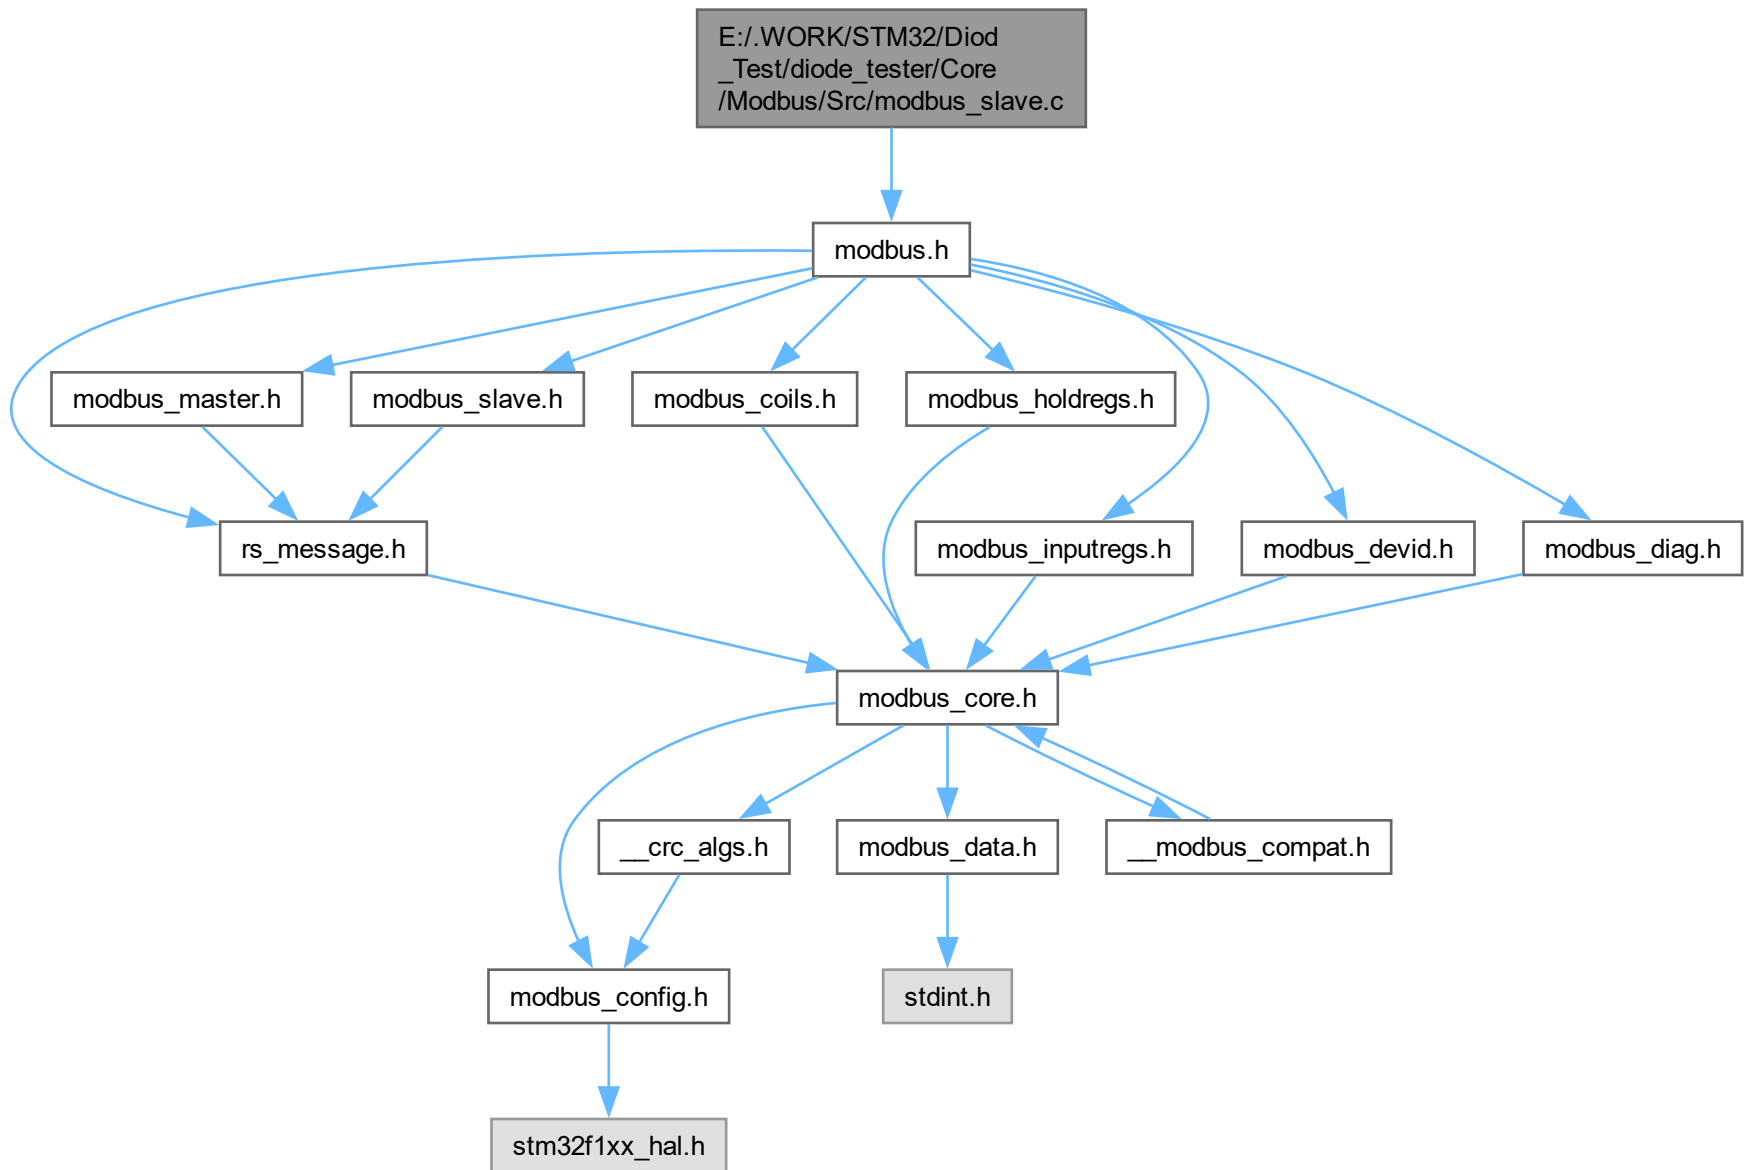 E:/.WORK/STM32/Diod
_Test/diode_tester/Core
/Modbus/Src/modbus_slave.c
modbus.h
modbus_master.h
modbus_slave.h
modbus_coils.h
modbus_holdregs.h
rs_message.h
modbus_inputregs.h
modbus_devid.h
modbus_diag.h
modbus_core.h
__crc_algs.h
modbus_data.h
__modbus_compat.h
modbus_config.h
stdint.h
stm32f1xx_hal.h